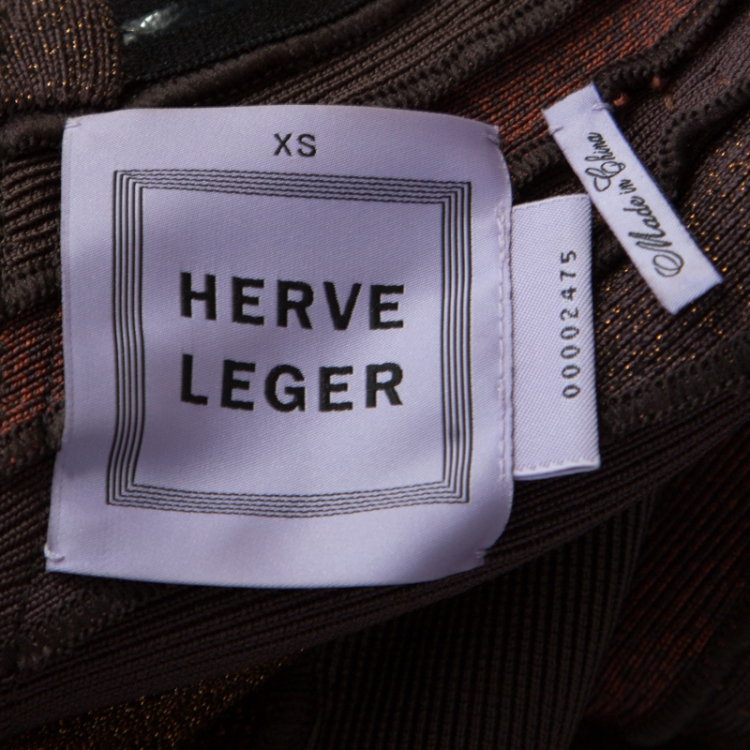 XS
HERVE
LEGER
00002475
Made in China